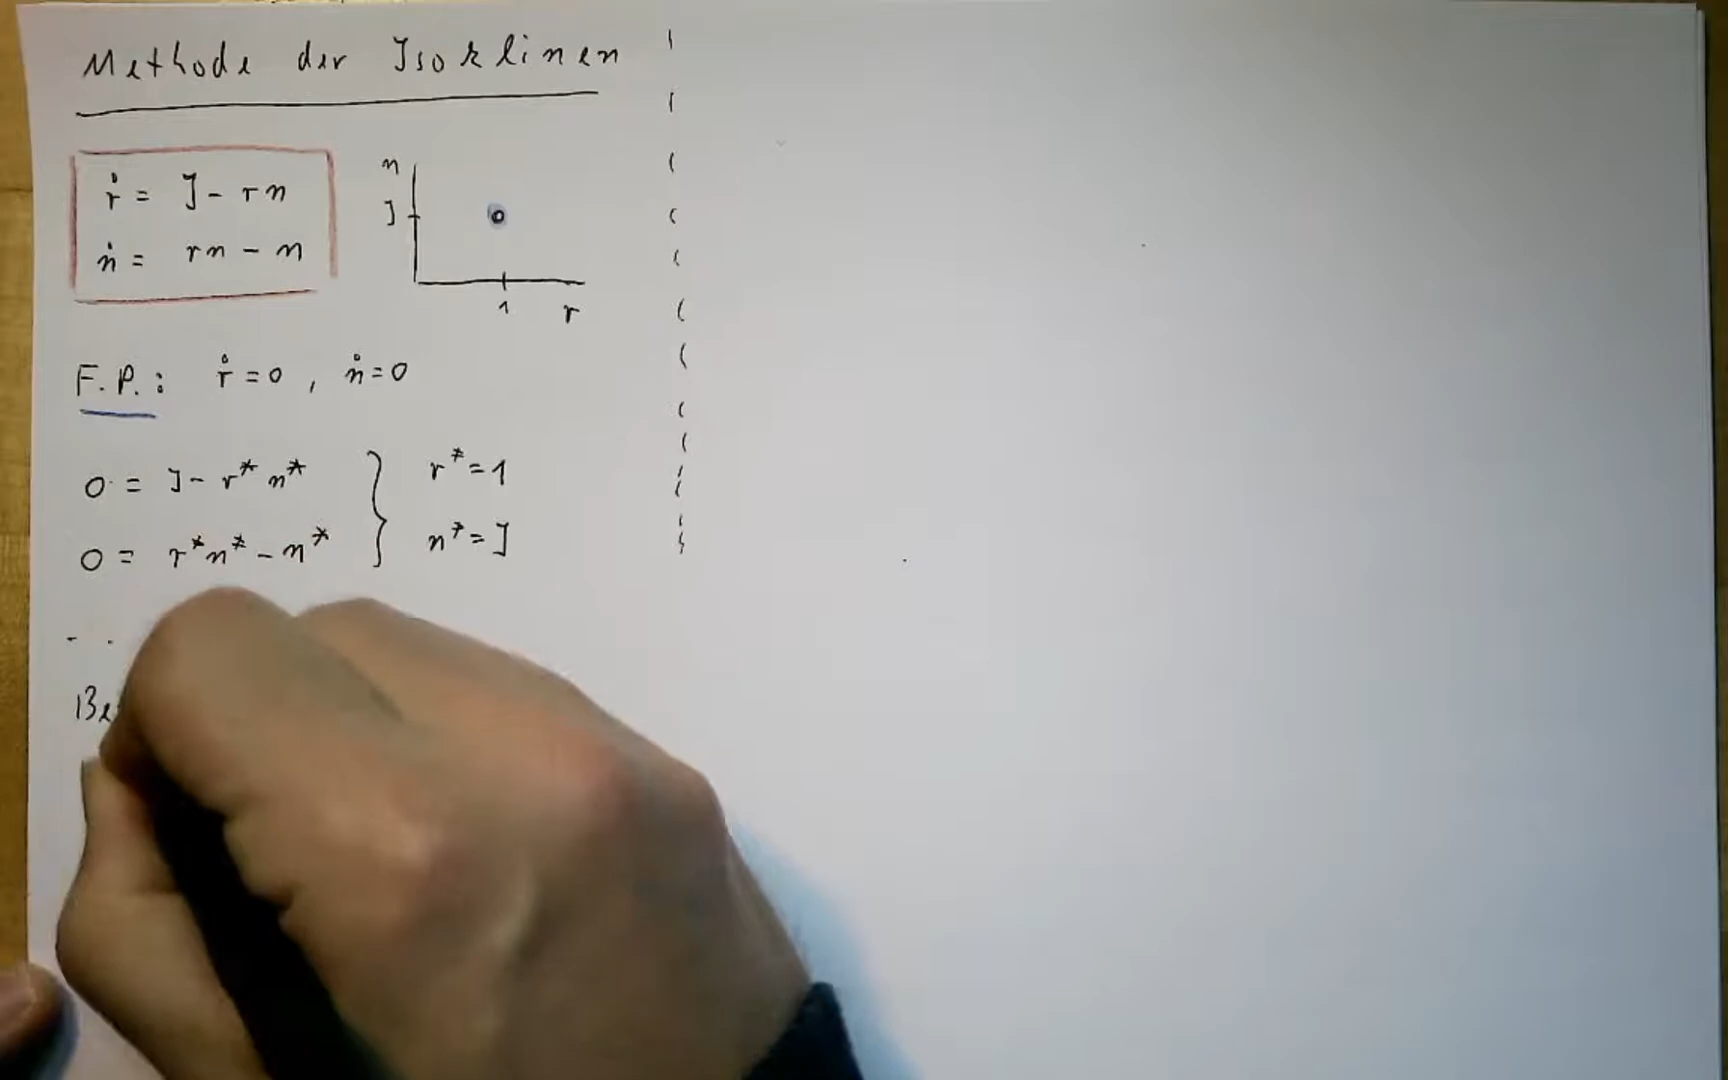 Methode der Isoklinen
ṙ = J - rn
ṅ = rn - n
n
J
1
r
F.P.: ṙ = 0 , ṅ = 0
0 = J - r* n*
0 = r* n* - n*
r* = 1
n* = J